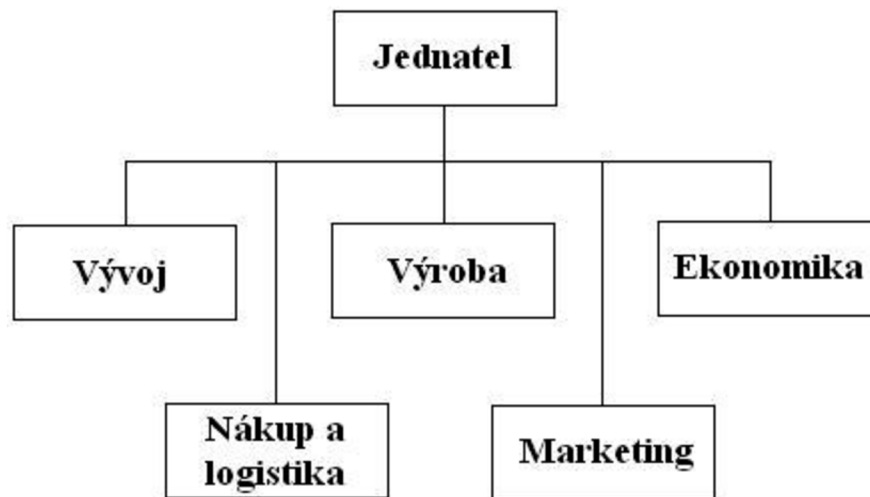 Jednatel
Vývoj
Výroba
Ekonomika
Nákup a
logistika
Marketing